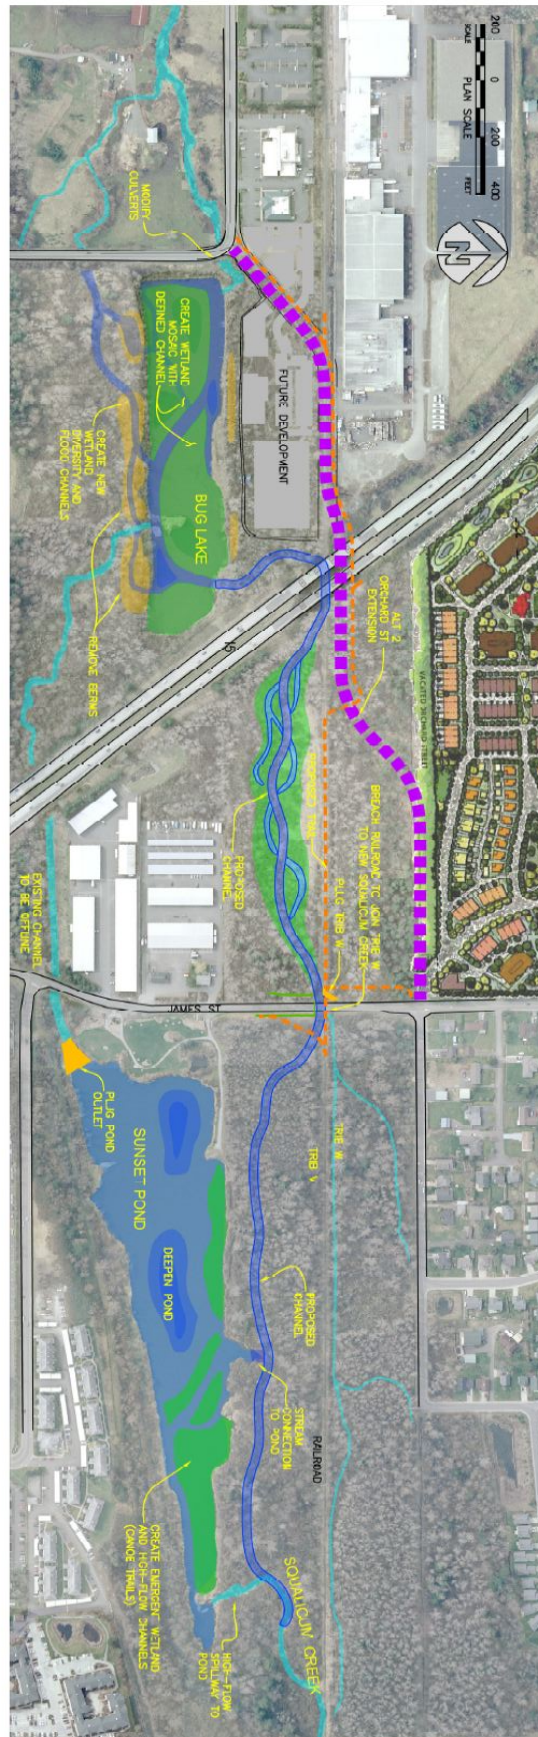 200 0 200 400
SCALE FEET
PLAN SCALE
N
MODIFY
CULVERTS
CREATE WETLAND
MOSAIC WITH
DEFINED CHANNEL
FUTURE DEVELOPMENT
BUG LAKE
CREATE NEW
WETLAND
DIVERSITY AND
FLOOD CHANNELS
REMOVE BERMS
I5
ALT 2
ORCHARD ST
EXTENSION
VACATED ORCHARD STREET
PROPOSED TRAIL
PROPOSED
CHANNEL
BREACH RAILROAD TO JOIN TRIB W
TO NEW SQUALICUM CREEK
PLUG TRIB W
EXISTING CHANNEL
TO BE OFFLINE
JAMES ST
PLUG POND
OUTLET
SUNSET POND
DEEPEN POND
TRIB W
TRIB V
PROPOSED
CHANNEL
STREAM
CONNECTION
TO POND
RAILROAD
CREATE EMERGENT WETLAND
AND HIGH-FLOW CHANNELS
(CANOE TRAILS)
SQUALICUM CREEK
HIGH-FLOW
SPILLWAY TO
POND